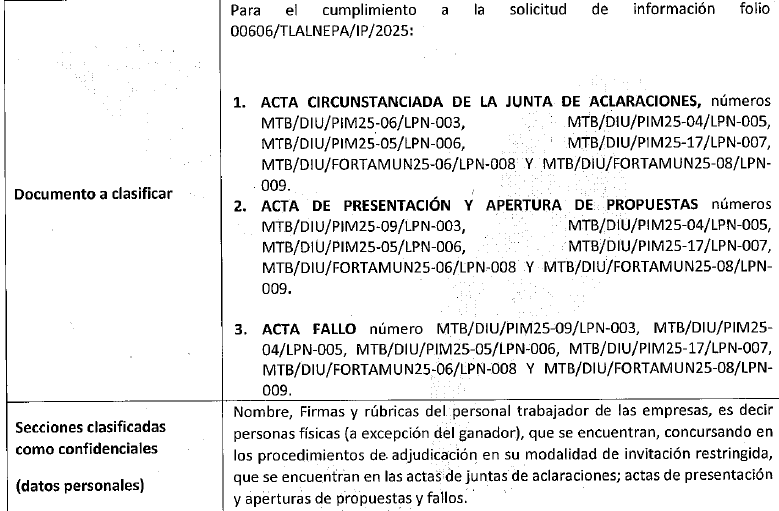 Para el cumplimiento a la solicitud de información folio
00606/TLALNEPA/IP/2025:
Documento a clasificar
1. ACTA CIRCUNSTANCIADA DE LA JUNTA DE ACLARACIONES, números
MTB/DIU/PIM25-06/LPN-003, MTB/DIU/PIM25-04/LPN-005,
MTB/DIU/PIM25-05/LPN-006, MTB/DIU/PIM25-17/LPN-007,
MTB/DIU/FORTAMUN25-06/LPN-008 Y MTB/DIU/FORTAMUN25-08/LPN-
009.
2. ACTA DE PRESENTACIÓN Y APERTURA DE PROPUESTAS números
MTB/DIU/PIM25-09/LPN-003, MTB/DIU/PIM25-04/LPN-005,
MTB/DIU/PIM25-05/LPN-006, MTB/DIU/PIM25-17/LPN-007,
MTB/DIU/FORTAMUN25-06/LPN-008 Y MTB/DIU/FORTAMUN25-08/LPN-
009.
3. ACTA FALLO número MTB/DIU/PIM25-09/LPN-003, MTB/DIU/PIM25-
04/LPN-005, MTB/DIU/PIM25-05/LPN-006, MTB/DIU/PIM25-17/LPN-007,
MTB/DIU/FORTAMUN25-06/LPN-008 Y MTB/DIU/FORTAMUN25-08/LPN-
009.
Secciones clasificadas
como confidenciales
(datos personales)
Nombre, Firmas y rúbricas del personal trabajador de las empresas, es decir
personas físicas (a excepción del ganador), que se encuentran, concursando en
los procedimientos de adjudicación en su modalidad de invitación restringida,
que se encuentran en las actas de juntas de aclaraciones; actas de presentación
y aperturas de propuestas y fallos.